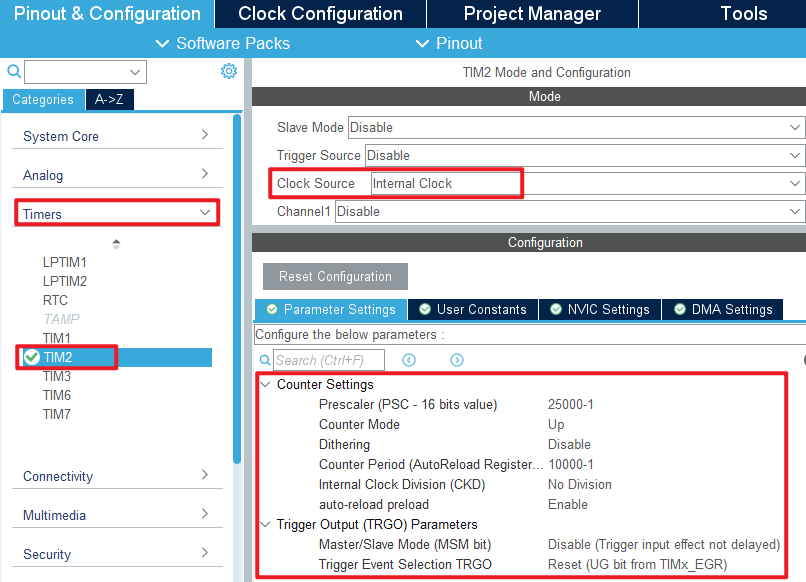 Pinout & Configuration
Clock Configuration
Project Manager
Tools
Software Packs
Pinout
Categories
A->Z
System Core
Analog
Timers
LPTIM1
LPTIM2
RTC
TAMP
TIM1
TIM2
TIM3
TIM6
TIM7
Connectivity
Multimedia
Security
TIM2 Mode and Configuration
Mode
Slave Mode Disable
Trigger Source Disable
Clock Source Internal Clock
Channel1 Disable
Configuration
Reset Configuration
Parameter Settings
User Constants
NVIC Settings
DMA Settings
Configure the below parameters :
Search (Ctrl+F)
Counter Settings
Prescaler (PSC - 16 bits value) 25000-1
Counter Mode Up
Dithering Disable
Counter Period (AutoReload Register... 10000-1
Internal Clock Division (CKD) No Division
auto-reload preload Enable
Trigger Output (TRGO) Parameters
Master/Slave Mode (MSM bit) Disable (Trigger input effect not delayed)
Trigger Event Selection TRGO Reset (UG bit from TIMx_EGR)